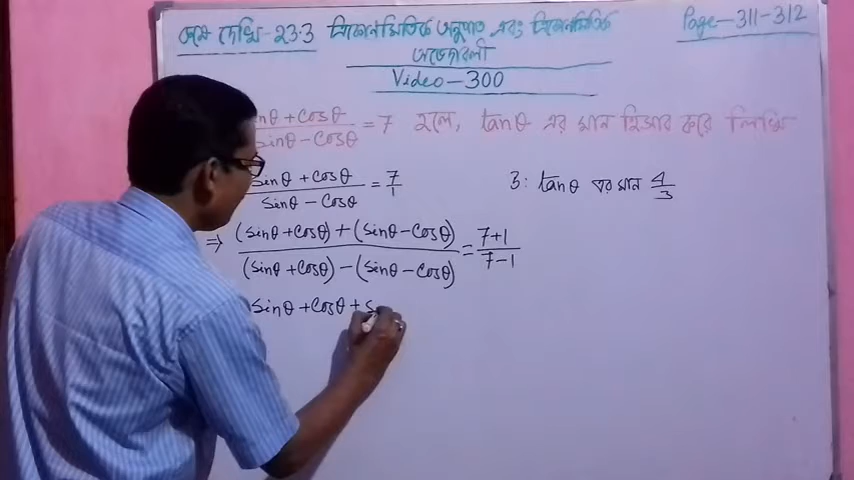 কষে দেখি-23.3 ত্রিকোণমিতিক অনুপাত এবং ত্রিকোণমিতিক
অভেদাবলী
Page-311-312
Video-300
sinθ+cosθ / sinθ-cosθ = 7 হলে, tanθ এর মান হিসাব করে লিখি
sinθ+cosθ / sinθ-cosθ = 7/1
3: tanθ এর মান 4/3
⇒ (sinθ+cosθ)+(sinθ-cosθ) / (sinθ+cosθ)-(sinθ-cosθ) = 7+1 / 7-1
sinθ+cosθ+s